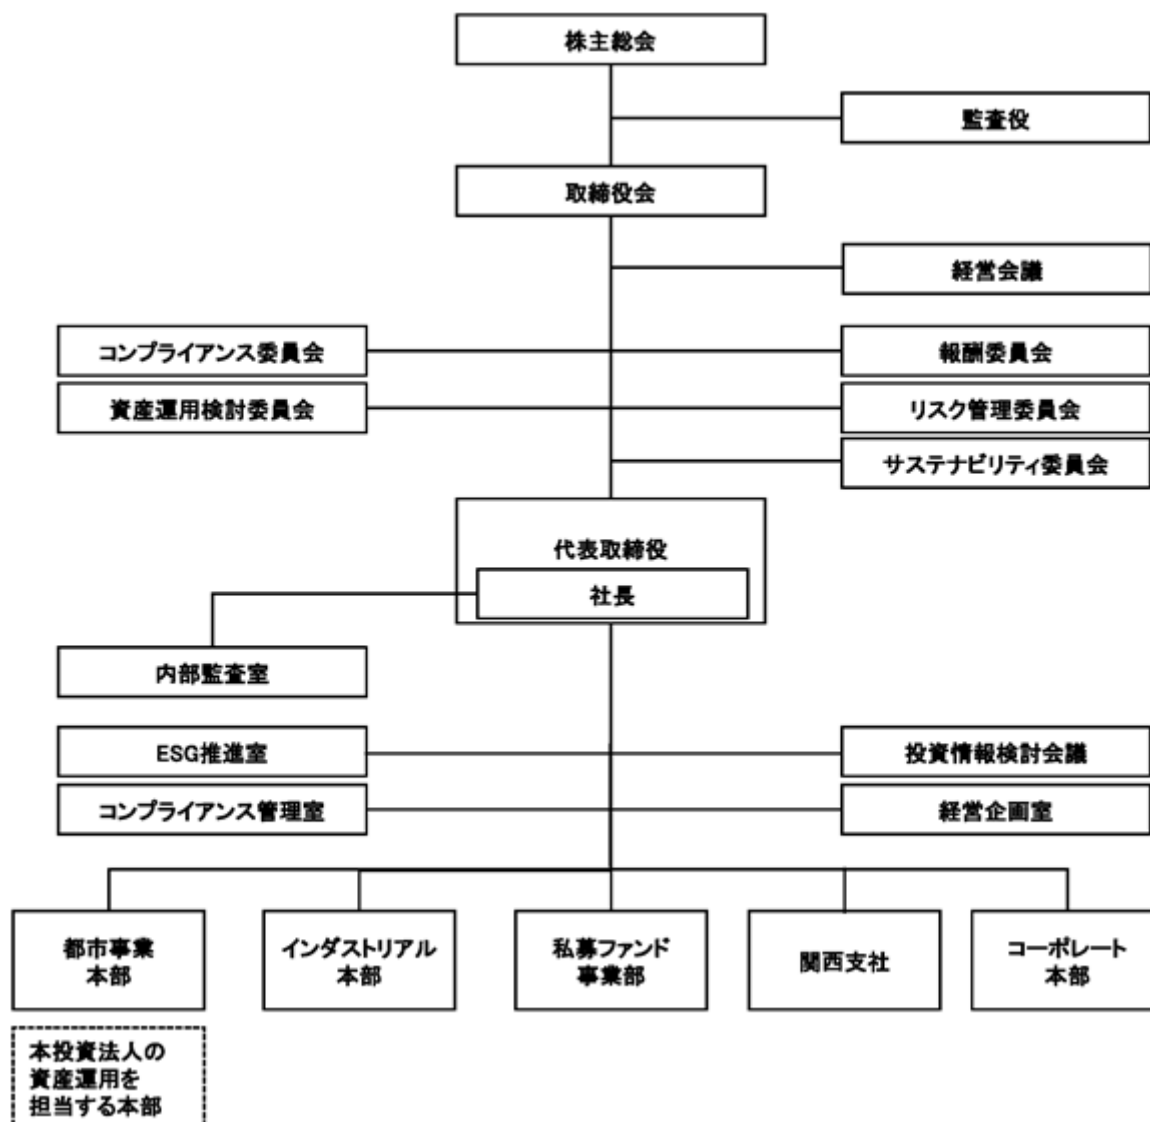 株主総会
監査役
取締役会
経営会議
コンプライアンス委員会
報酬委員会
資産運用検討委員会
リスク管理委員会
サステナビリティ委員会
代表取締役
社長
内部監査室
ESG推進室
投資情報検討会議
コンプライアンス管理室
経営企画室
都市事業
本部
インダストリアル
本部
私募ファンド
事業部
関西支社
コーポレート
本部
本投資法人の
資産運用を
担当する本部